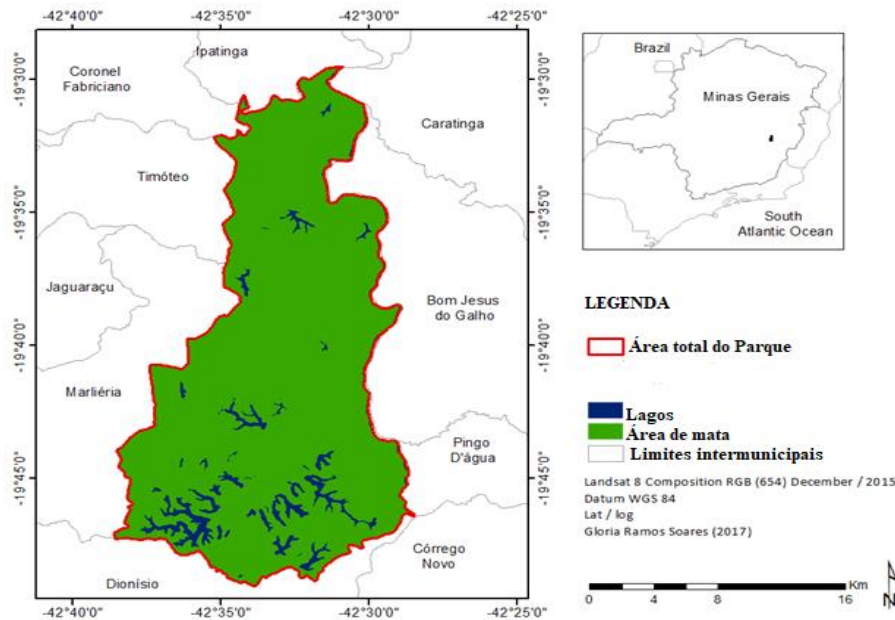 -42°40'0"
-42°35'0"
-42°30'0"
-42°25'0"
-19°30'0"
-19°35'0"
-19°40'0"
-19°45'0"
Ipatinga
Coronel
Fabriciano
Caratinga
Timóteo
Jaguaraçu
Bom Jesus
do Galho
Marliéria
Pingo
D'água
Córrego
Novo
Dionísio
-19°30'0"
-19°35'0"
-19°40'0"
-19°45'0"
-42°40'0"
-42°35'0"
-42°30'0"
-42°25'0"
Brazil
Minas Gerais
South
Atlantic Ocean
LEGENDA
Área total do Parque
Lagos
Área de mata
Limites intermunicipais
Landsat 8 Composition RGB (654) December / 2015
Datum WGS 84
Lat / log
Gloria Ramos Soares (2017)
Km
0 4 8 16
N